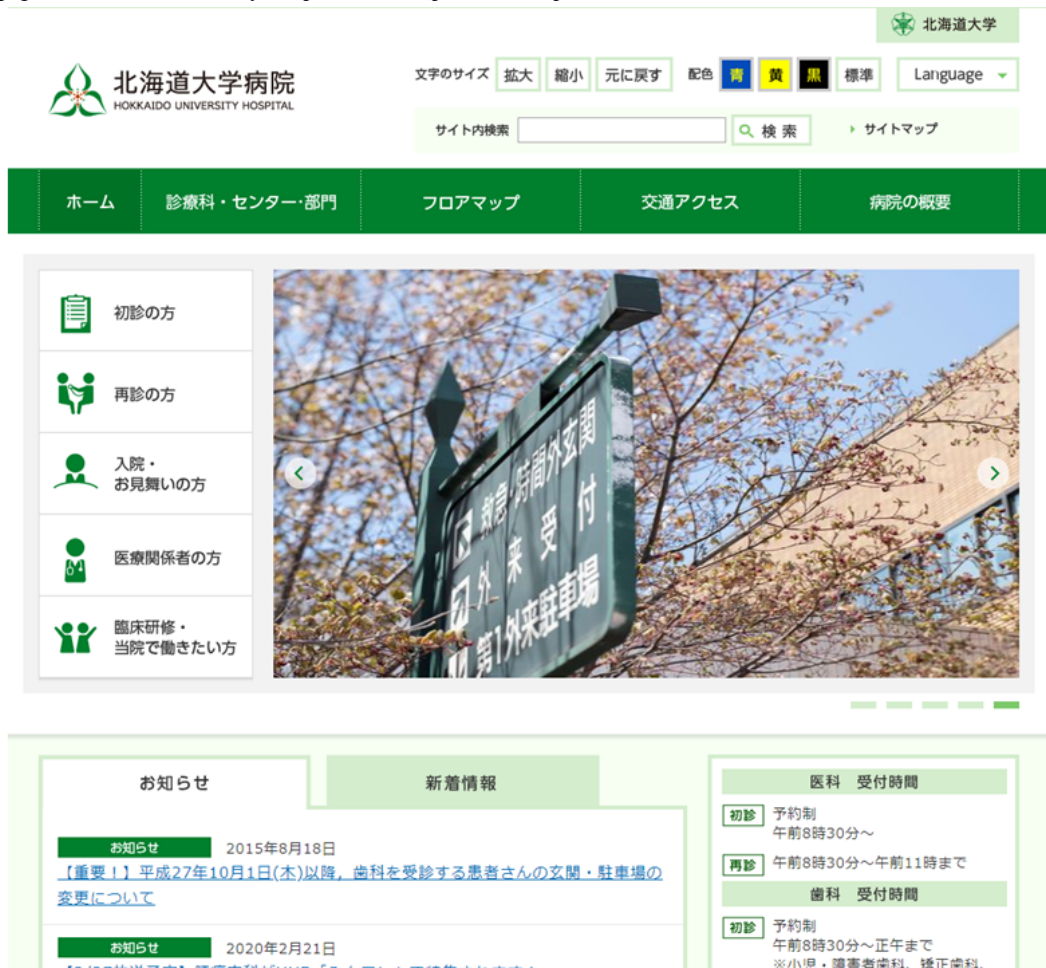 北海道大学
北海道大学病院
HOKKAIDO UNIVERSITY HOSPITAL
文字のサイズ 拡大 縮小 元に戻す 配色 青 黄 黒 標準 Language
サイト内検索 検索 サイトマップ
ホーム 診療科・センター・部門 フロアマップ 交通アクセス 病院の概要
初診の方
再診の方
入院・
お見舞いの方
医療関係者の方
臨床研修・
当院で働きたい方
救急・時間外玄関
外来受付
第1外来駐車場
お知らせ 新着情報
お知らせ 2015年8月18日
【重要！】平成27年10月1日(木)以降，歯科を受診する患者さんの玄関・駐車場の
変更について
お知らせ 2020年2月21日
医科 受付時間
初診 予約制
午前8時30分～
再診 午前8時30分～午前11時まで
歯科 受付時間
初診 予約制
午前8時30分～正午まで
※小児・障害者歯科、矯正歯科、